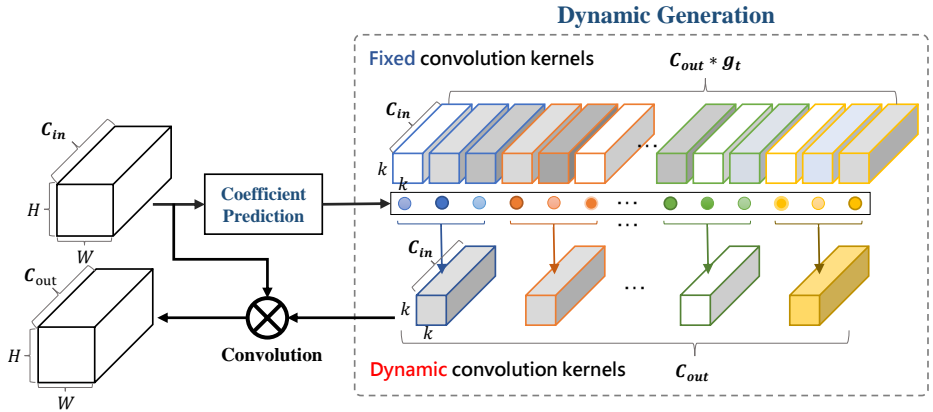 Dynamic Generation
Fixed convolution kernels
C_out * g_t
C_in
C_in
k
k
H
W
Coefficient
Prediction
...
...
C_in
C_out
k
k
...
H
W
Convolution
Dynamic convolution kernels
C_out